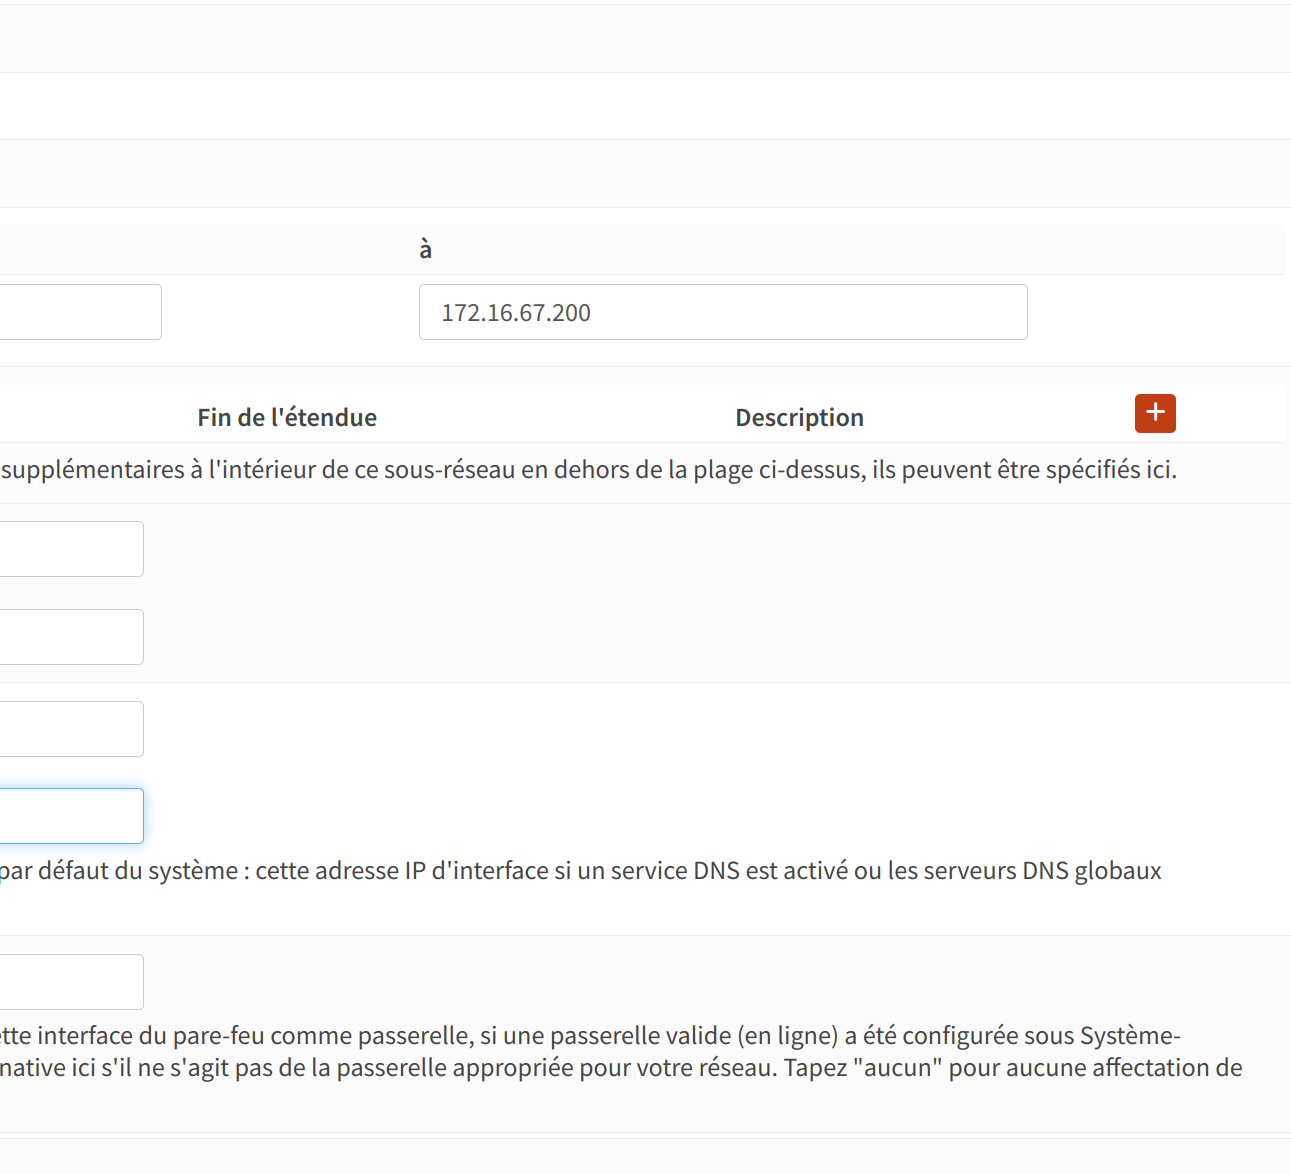 à
172.16.67.200
Fin de l'étendue Description
+
supplémentaires à l'intérieur de ce sous-réseau en dehors de la plage ci-dessus, ils peuvent être spécifiés ici.
par défaut du système : cette adresse IP d'interface si un service DNS est activé ou les serveurs DNS globaux
tte interface du pare-feu comme passerelle, si une passerelle valide (en ligne) a été configurée sous Système-
native ici s'il ne s'agit pas de la passerelle appropriée pour votre réseau. Tapez "aucun" pour aucune affectation de